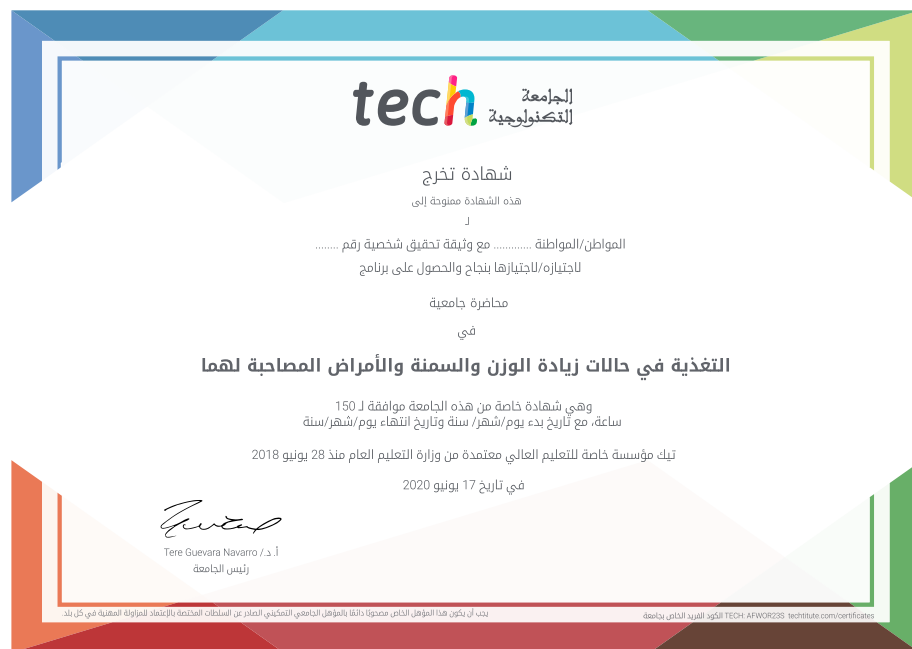 tech الجامعة
التكنولوجية
شهادة تخرج
هذه الشهادة ممنوحة إلى
لـ
المواطن/المواطنة ............. مع وثيقة تحقيق شخصية رقم ........
لاجتيازه/لاجتيازها بنجاح والحصول على برنامج
محاضرة جامعية
في
التغذية في حالات زيادة الوزن والسمنة والأمراض المصاحبة لهما
وهي شهادة خاصة من هذه الجامعة موافقة لـ 150
ساعة، مع تاريخ بدء يوم/شهر/ سنة وتاريخ انتهاء يوم/شهر/سنة
تيك مؤسسة خاصة للتعليم العالي معتمدة من وزارة التعليم العام منذ 28 يونيو 2018
في تاريخ 17 يونيو 2020
أ. د./ Tere Guevara Navarro
رئيس الجامعة
يجب أن يكون هذا المؤهل الخاص مصحوبًا دائمًا بالمؤهل الجامعي التمكيني الصادر عن السلطات المختصة بالإعتماد للمزاولة المهنية في كل بلد.
الكود الفريد الخاص بجامعة TECH: AFWOR23S techtitute.com/certificates